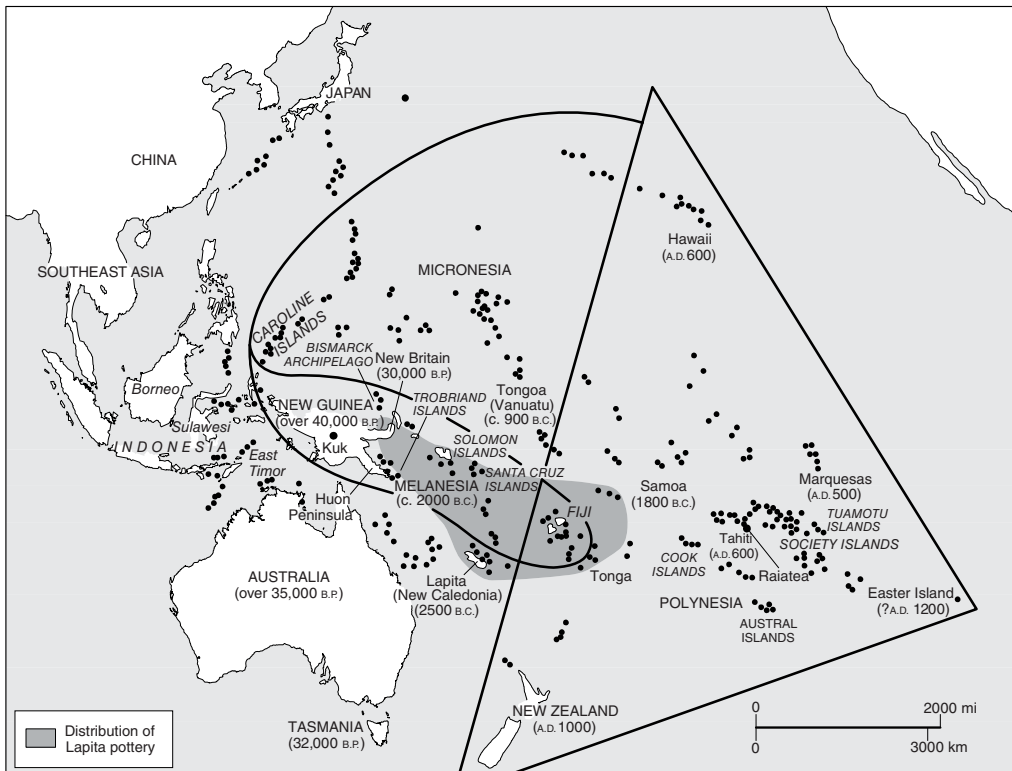 JAPAN
CHINA
SOUTHEAST ASIA
Hawaii
(A.D. 600)
MICRONESIA
CAROLINE
ISLANDS
BISMARCK
ARCHIPELAGO
New Britain
(30,000 B.P.)
Borneo
TROBRIAND
ISLANDS
Tongoa
(Vanuatu)
(c. 900 B.C.)
NEW GUINEA
(over 40,000 B.P.)
Kuk
Sulawesi
INDONESIA
East
Timor
SOLOMON
ISLANDS
SANTA CRUZ
ISLANDS
MELANESIA
(c. 2000 B.C.)
Huon
Peninsula
FIJI
Samoa
(1800 B.C.)
Marquesas
(A.D. 500)
TUAMOTU
ISLANDS
SOCIETY ISLANDS
Tahiti
(A.D. 600)
COOK
ISLANDS
Raiatea
Tonga
Lapita
(New Caledonia)
(2500 B.C.)
AUSTRALIA
(over 35,000 B.P.)
POLYNESIA
AUSTRAL
ISLANDS
Easter Island
(?A.D. 1200)
NEW ZEALAND
(A.D. 1000)
TASMANIA
(32,000 B.P.)
Distribution of
Lapita pottery
0 2000 mi
0 3000 km